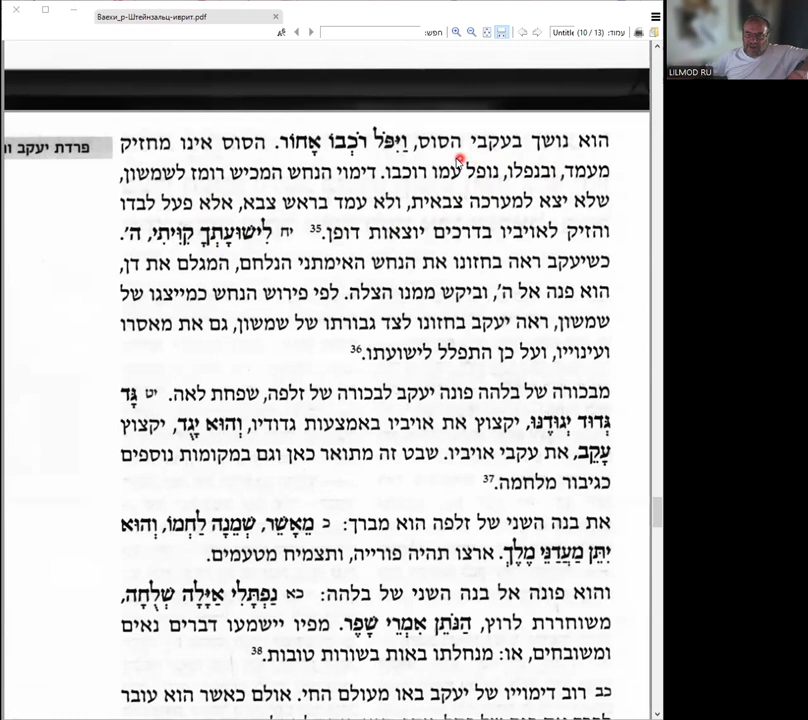 Ваехи_р-Штейнзальц-иврит.pdf
חפש:
Untitle (10 / 13) עמוד:
LILMOD RU
פרדת יעקב
הוא נושך בעקבי הסוס, וַיִּפֹּל רֹכְבוֹ אָחוֹר. הסוס אינו מחזיק
מעמד, ובנפלו, נופל עמו רוכבו. דימוי הנחש המכיש רומז לשמשון,
שלא יצא למערכה צבאית, ולא עמד בראש צבא, אלא פעל לבדו
והזיק לאויביו בדרכים יוצאות דופן.35 יח לִישׁוּעָתְךָ קִוִּיתִי, ה'.
כשיעקב ראה בחזונו את הנחש האימתני הנלחם, המגלם את דן,
הוא פנה אל ה', וביקש ממנו הצלה. לפי פירוש הנחש כמייצגו של
שמשון, ראה יעקב בחזונו לצד גבורתו של שמשון, גם את מאסרו
ועינוייו, ועל כן התפלל לישועתו.36
מבכורה של בלהה פונה יעקב לבכורה של זלפה, שפחת לאה. יט גָּד
גְּדוּד יְגוּדֶנּוּ, יקצוץ את אויביו באמצעות גדודיו, וְהוּא יָגֻד, יקצוץ
עָקֵב, את עקבי אויביו. שבט זה מתואר כאן וגם במקומות נוספים
כגיבור מלחמה.37
את בנה השני של זלפה הוא מברך: כ מֵאָשֵׁר, שְׁמֵנָה לַחְמוֹ, וְהוּא
יִתֵּן מַעֲדַנֵּי מֶלֶךְ. ארצו תהיה פורייה, ותצמיח מטעמים.
והוא פונה אל בנה השני של בלהה: כא נַפְתָּלִי אַיָּלָה שְׁלֻחָה,
משוחררת לרוץ, הַנֹּתֵן אִמְרֵי שָׁפֶר. מפיו יישמעו דברים נאים
ומשובחים, או: מנחלתו באות בשורות טובות.38
כב רוב דימוייו של יעקב באו מעולם החי. אולם כאשר הוא עובר